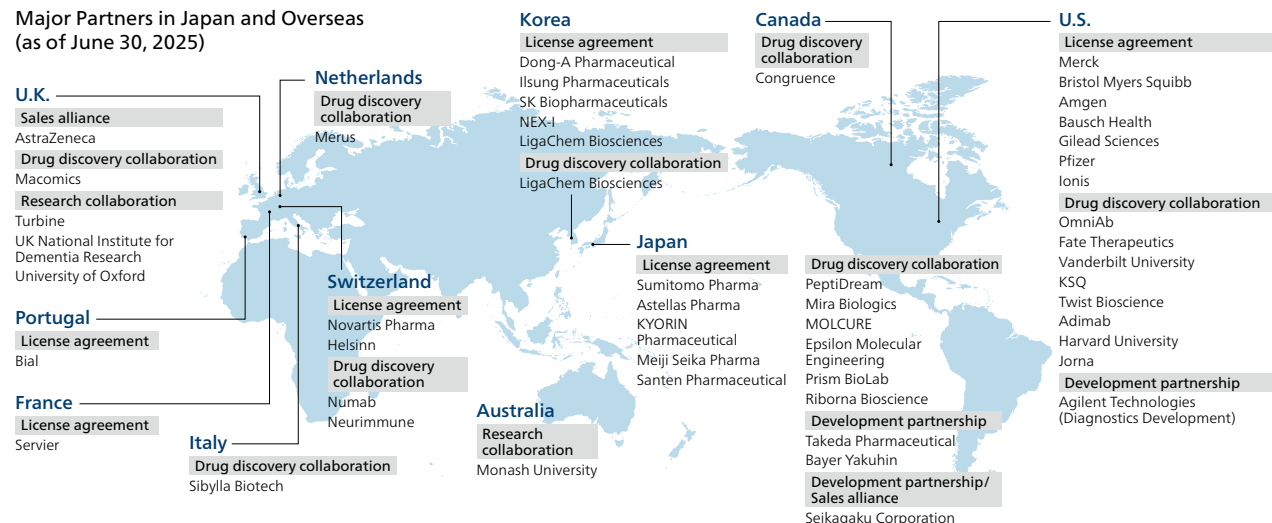 Major Partners in Japan and Overseas
(as of June 30, 2025)
U.K.
Sales alliance
AstraZeneca
Drug discovery collaboration
Macomics
Research collaboration
Turbine
UK National Institute for
Dementia Research
University of Oxford
Portugal
License agreement
Bial
France
License agreement
Servier
Netherlands
Drug discovery
collaboration
Merus
Switzerland
License agreement
Novartis Pharma
Helsinn
Drug discovery
collaboration
Numab
Neurimmune
Italy
Drug discovery collaboration
Sibylla Biotech
Korea
License agreement
Dong-A Pharmaceutical
Ilsung Pharmaceuticals
SK Biopharmaceuticals
NEX-I
LigaChem Biosciences
Drug discovery collaboration
LigaChem Biosciences
Australia
Research
collaboration
Monash University
Japan
License agreement
Sumitomo Pharma
Astellas Pharma
KYORIN
Pharmaceutical
Meiji Seika Pharma
Santen Pharmaceutical
Drug discovery collaboration
PeptiDream
Mira Biologics
MOLCURE
Epsilon Molecular
Engineering
Prism BioLab
Riborna Bioscience
Development partnership
Takeda Pharmaceutical
Bayer Yakuhin
Development partnership/
Sales alliance
Seikagaku Corporation
Canada
Drug discovery
collaboration
Congruence
U.S.
License agreement
Merck
Bristol Myers Squibb
Amgen
Bausch Health
Gilead Sciences
Pfizer
Ionis
Drug discovery collaboration
OmniAb
Fate Therapeutics
Vanderbilt University
KSQ
Twist Bioscience
Adimab
Harvard University
Jorna
Development partnership
Agilent Technologies
(Diagnostics Development)